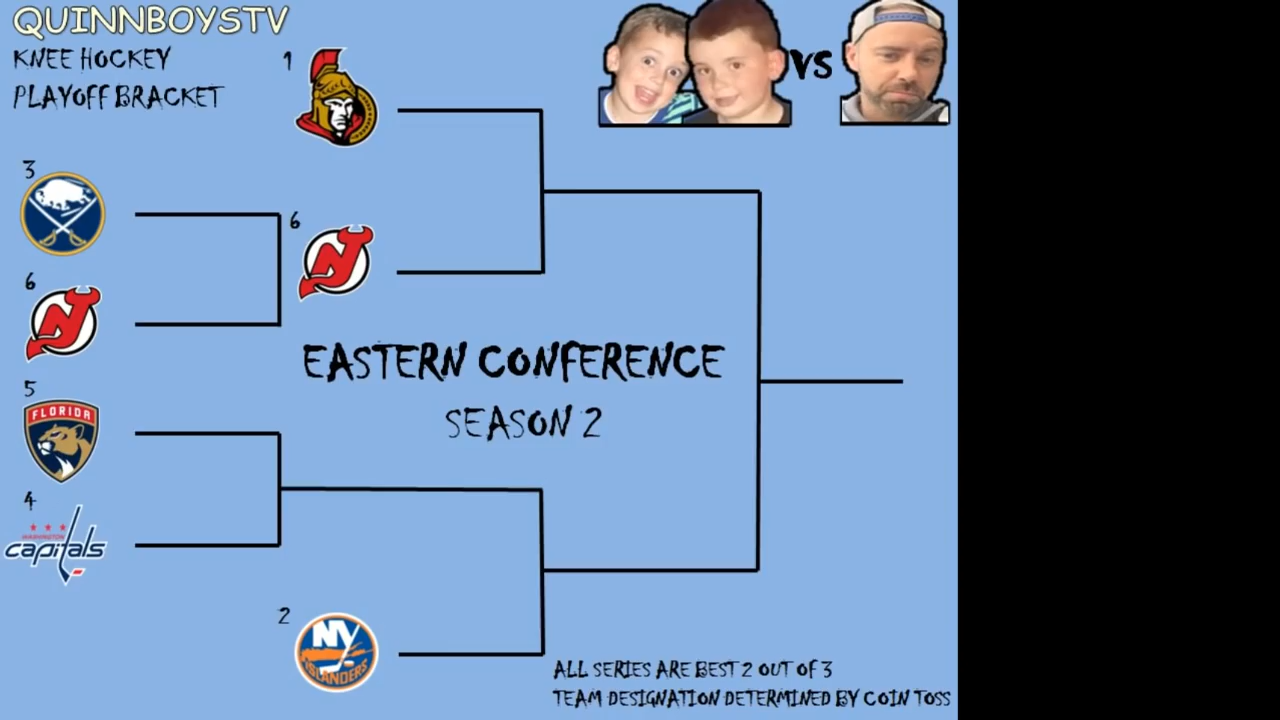 QUINNBOYSTV
KNEE HOCKEY
PLAYOFF BRACKET
1
VS
3
6
6
5
FLORIDA
4
WASHINGTON
capitals
EASTERN CONFERENCE
SEASON 2
2
NY
ISLANDERS
ALL SERIES ARE BEST 2 OUT OF 3
TEAM DESIGNATION DETERMINED BY COIN TOSS